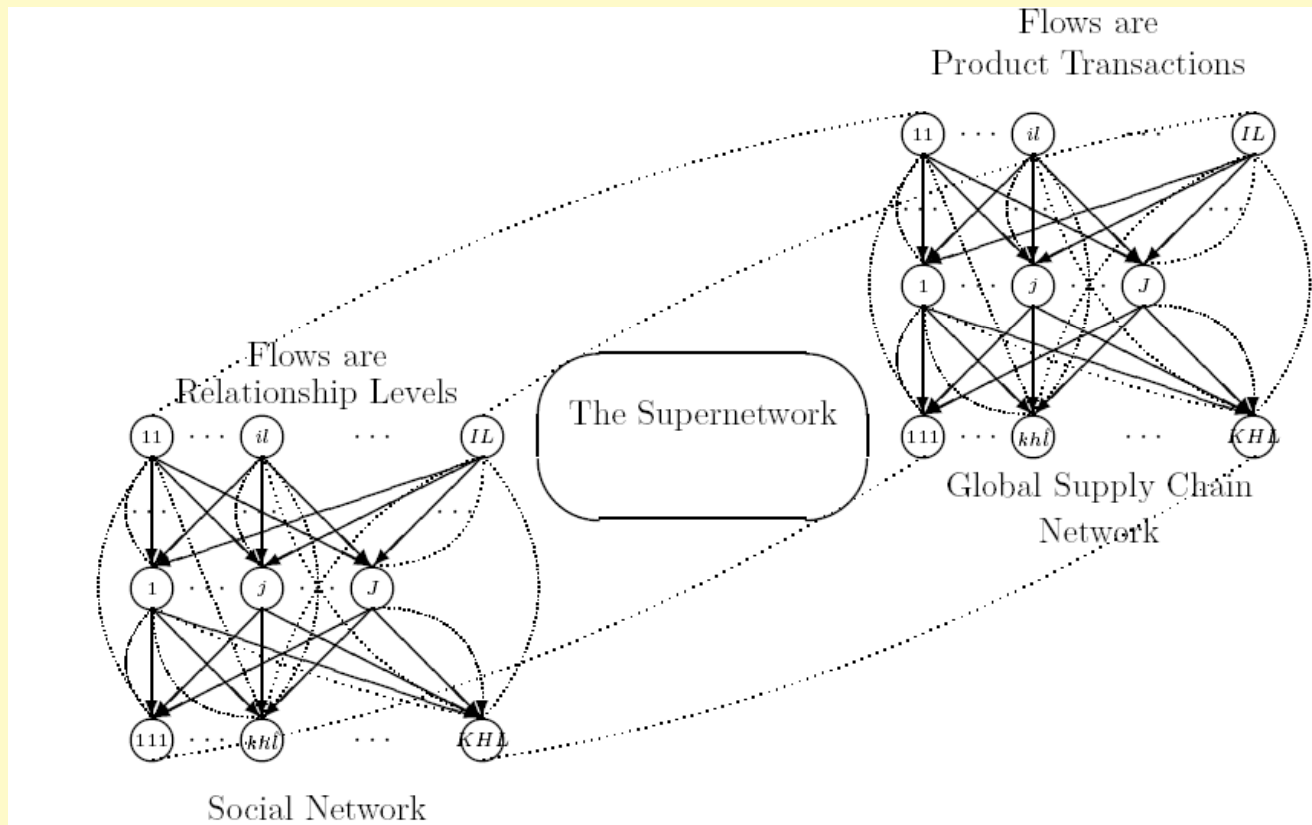 Flows are
Product Transactions
11 · · · il · · · IL
1 · · · j · · · J
111 · · · khl̂ · · · KHL
Global Supply Chain
Network
The Supernetwork
Flows are
Relationship Levels
11 · · · il · · · IL
1 · · · j · · · J
111 · · · khl̂ · · · KHL
Social Network